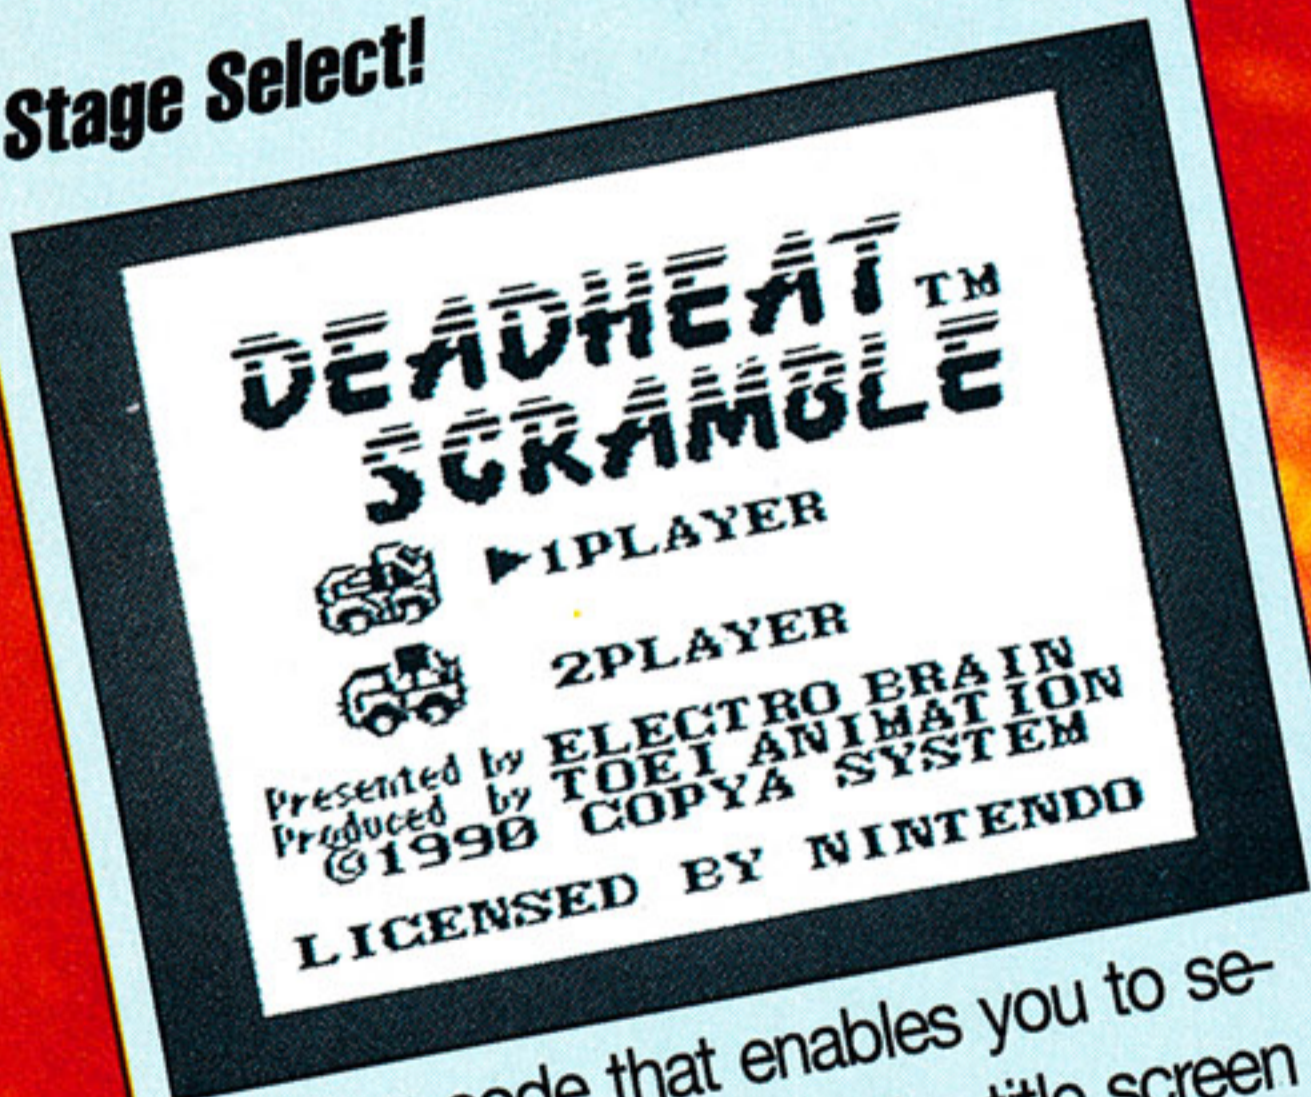 Stage Select!
DEADHEAT TM
SCRAMBLE
▶1PLAYER
2PLAYER
Presented by ELECTRO BRAIN
Produced by TOEI ANIMATION
©1990 COPYA SYSTEM
LICENSED BY NINTENDO
that enables you to se-
title screen